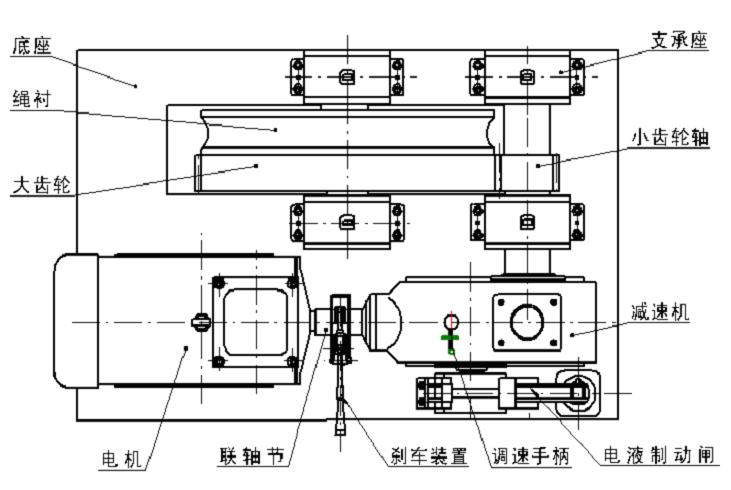 底座
支承座
绳衬
小齿轮轴
大齿轮
减速机
电机
联轴节
刹车装置
调速手柄
电液制动闸